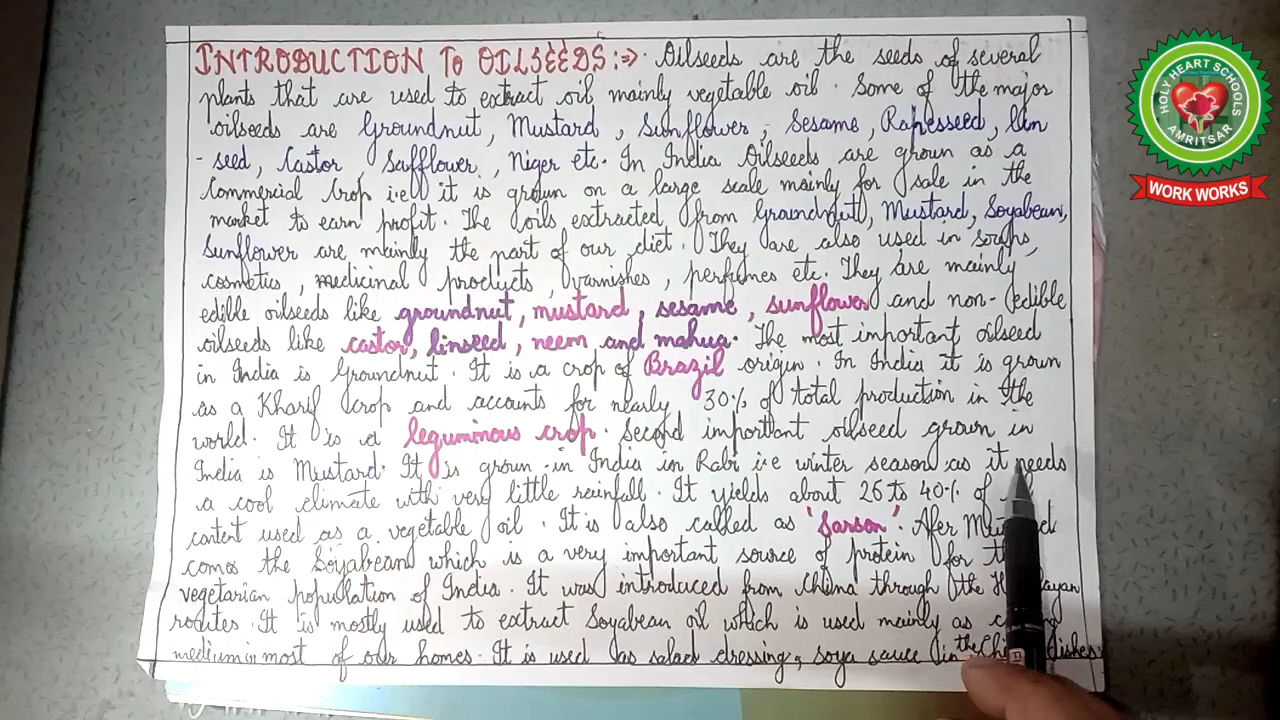 INTRODUCTION TO OILSEEDS :⇒ Oilseeds are the seeds of several
plants that are used to extract oil mainly vegetable oil. Some of the major
oilseeds are Groundnut, Mustard, Sunflower, Sesame, Rapesseed, Lin
- seed, Castor Safflower, Niger etc. In India Oilseeds are grown as a
Commercial Crop i.e. it is grown on a large scale mainly for sale in the
market to earn profit. The oils extracted from Groundnut, Mustard, Soyabean,
Sunflower are mainly the part of our diet. They are also used in soaps,
cosmetics, medicinal products, varnishes, perfumes etc. They are mainly
edible oilseeds like groundnut, mustard, sesame, sunflower and non-edible
oilseeds like castor, linseed, neem and mahua. The most important oilseed
in India is Groundnut. It is a crop of Brazil origin. In India it is grown
as a Kharif crop and accounts for nearly 30% of total production in the
world. It is a leguminous crop. Second important oilseed grown in
India is Mustard. It is grown in India in Rabi i.e winter season as it needs
a cool climate with very little rainfall. It yields about 26 to 40% of
content used as a vegetable oil. It is also called as "Sarson". Afer
comes the Soyabean which is a very important source of protein for
vegetarian population of India. It was introduced from China through the
routes. It is mostly used to extract Soyabean oil which is used mainly as
medium in most of our homes. It is used as salad dressing, soya sauce in the dishes.
HOLY HEART SCHOOLS
AMRITSAR
WORK WORKS